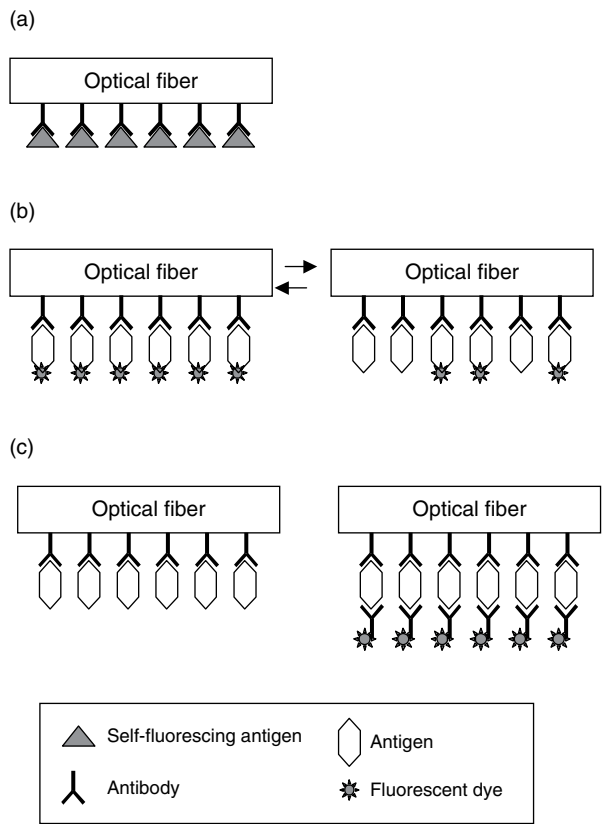 (a)
Optical fiber
(b)
Optical fiber
Optical fiber
(c)
Optical fiber
Optical fiber
Self-fluorescing antigen
Antigen
Antibody
Fluorescent dye